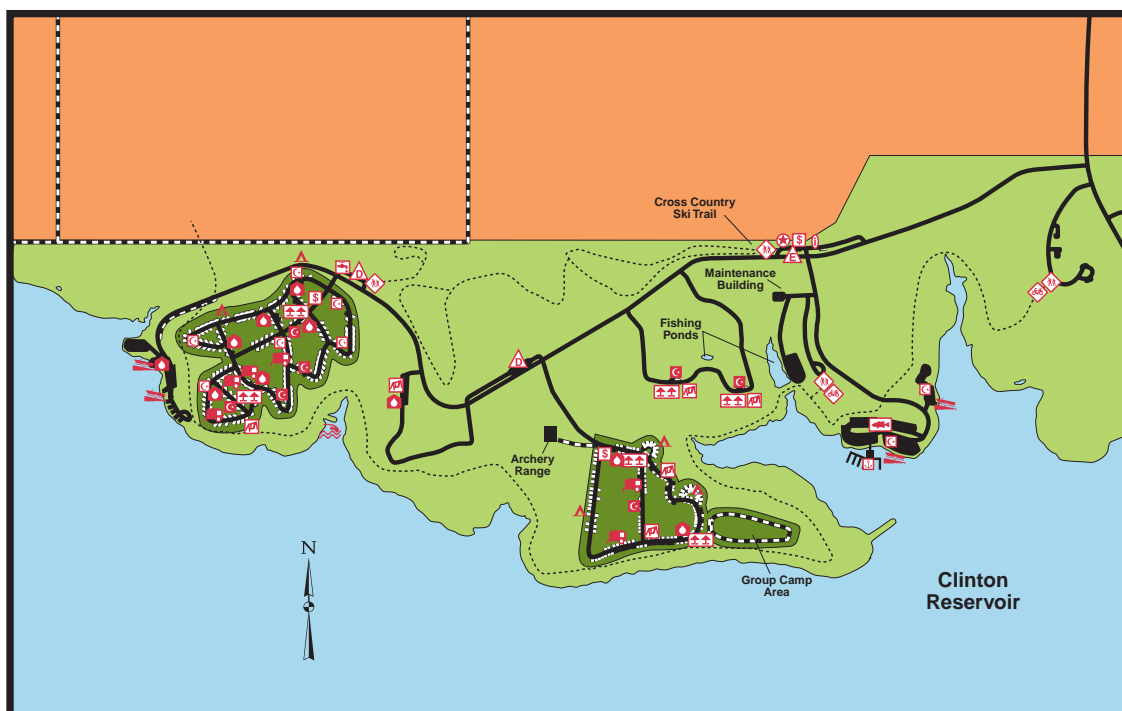 Cross Country
Ski Trail
$
E
Maintenance
Building
D
$
Fishing
Ponds
D
Archery
Range
$
N
Group Camp
Area
Clinton
Reservoir